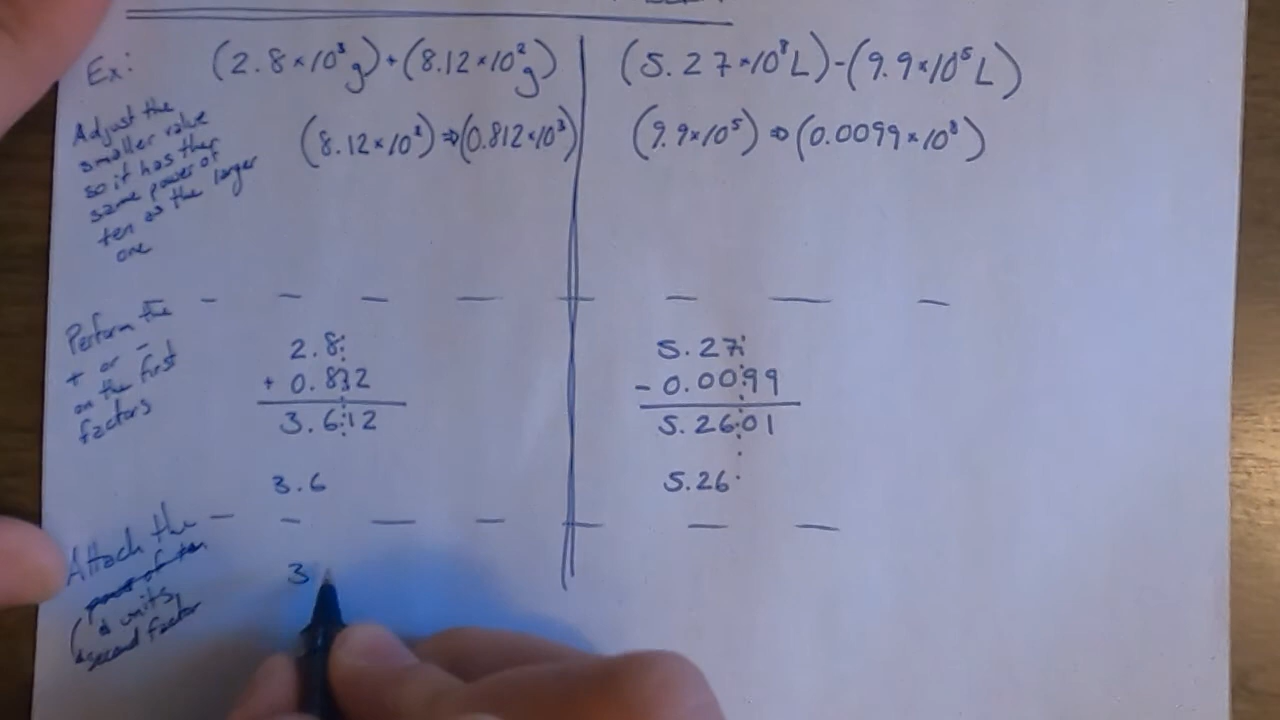 Ex:
(2.8×10³g)+(8.12×10²g)
(5.27×10⁸L)-(9.9×10⁵L)
Adjust the
smaller value
so it has the
same power of
ten as the larger
one
(8.12×10²)⇒(0.812×10³)
(9.9×10⁵)⇒(0.0099×10⁸)
Perform the
+ or -
on the first
factors
2.8
+ 0.812
3.612
3.6
5.27
- 0.0099
5.2601
5.26
Attach the
& units
second factor
3